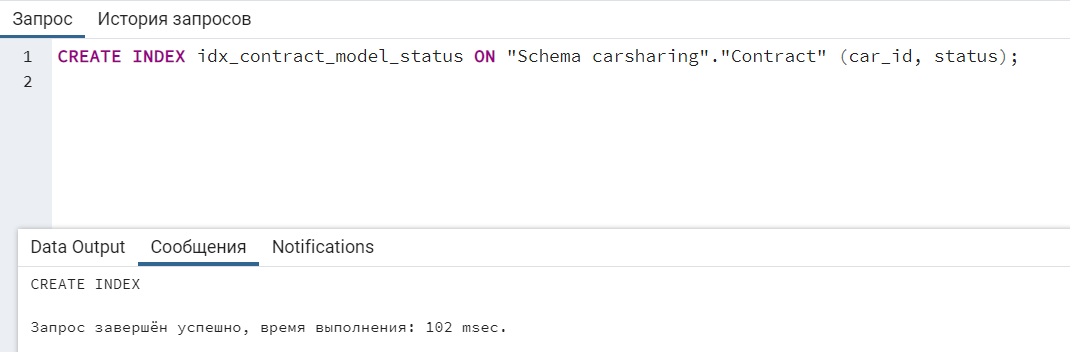 Запрос История запросов
1 CREATE INDEX idx_contract_model_status ON "Schema carsharing"."Contract" (car_id, status);
2
Data Output Сообщения Notifications
CREATE INDEX
Запрос завершён успешно, время выполнения: 102 msec.